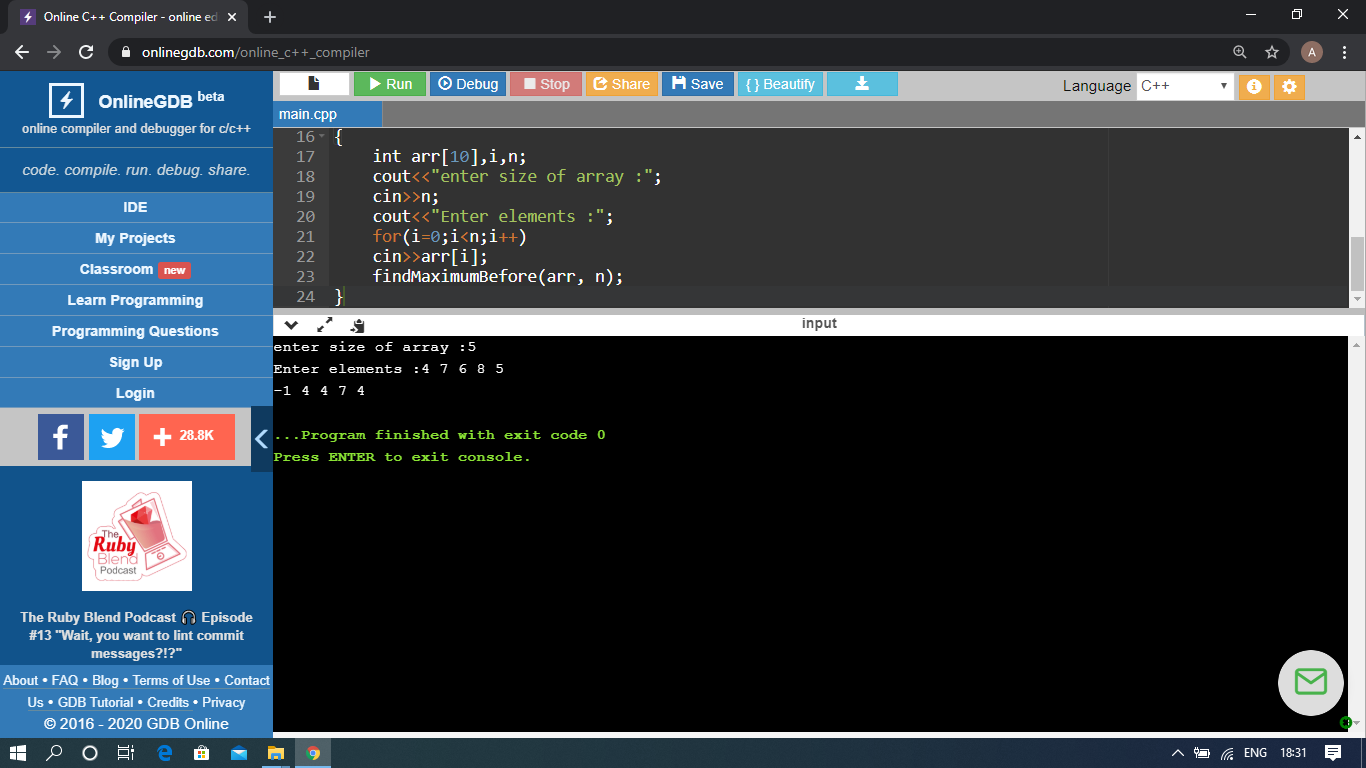 Online C++ Compiler - online ed
onlinegdb.com/online_c++_compiler
A
OnlineGDB beta
online compiler and debugger for c/c++
code. compile. run. debug. share.
IDE
My Projects
Classroom new
Learn Programming
Programming Questions
Sign Up
Login
28.8K
The
Ruby
Blend
Podcast
The Ruby Blend Podcast 🎧 Episode
#13 "Wait, you want to lint commit
messages?!?"
About • FAQ • Blog • Terms of Use • Contact
Us • GDB Tutorial • Credits • Privacy
© 2016 - 2020 GDB Online
Run Debug Stop Share Save { } Beautify
Language C++
main.cpp
16 {
17 int arr[10],i,n;
18 cout<<"enter size of array :";
19 cin>>n;
20 cout<<"Enter elements :";
21 for(i=0;i<n;i++)
22 cin>>arr[i];
23 findMaximumBefore(arr, n);
24 }
input
enter size of array :5
Enter elements :4 7 6 8 5
-1 4 4 7 4
...Program finished with exit code 0
Press ENTER to exit console.
ENG 18:31